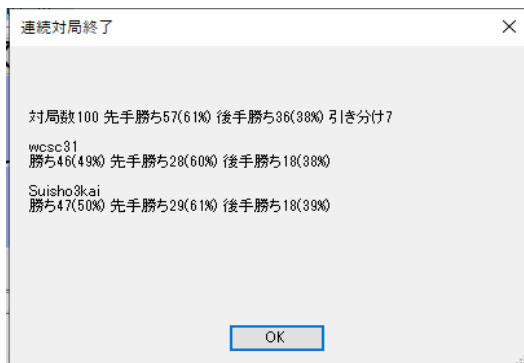 連続対局終了
対局数100 先手勝ち57(61%) 後手勝ち36(38%) 引き分け7
wcsc31
勝ち46(49%) 先手勝ち28(60%) 後手勝ち18(38%)
Suisho3kai
勝ち47(50%) 先手勝ち29(61%) 後手勝ち18(39%)
OK